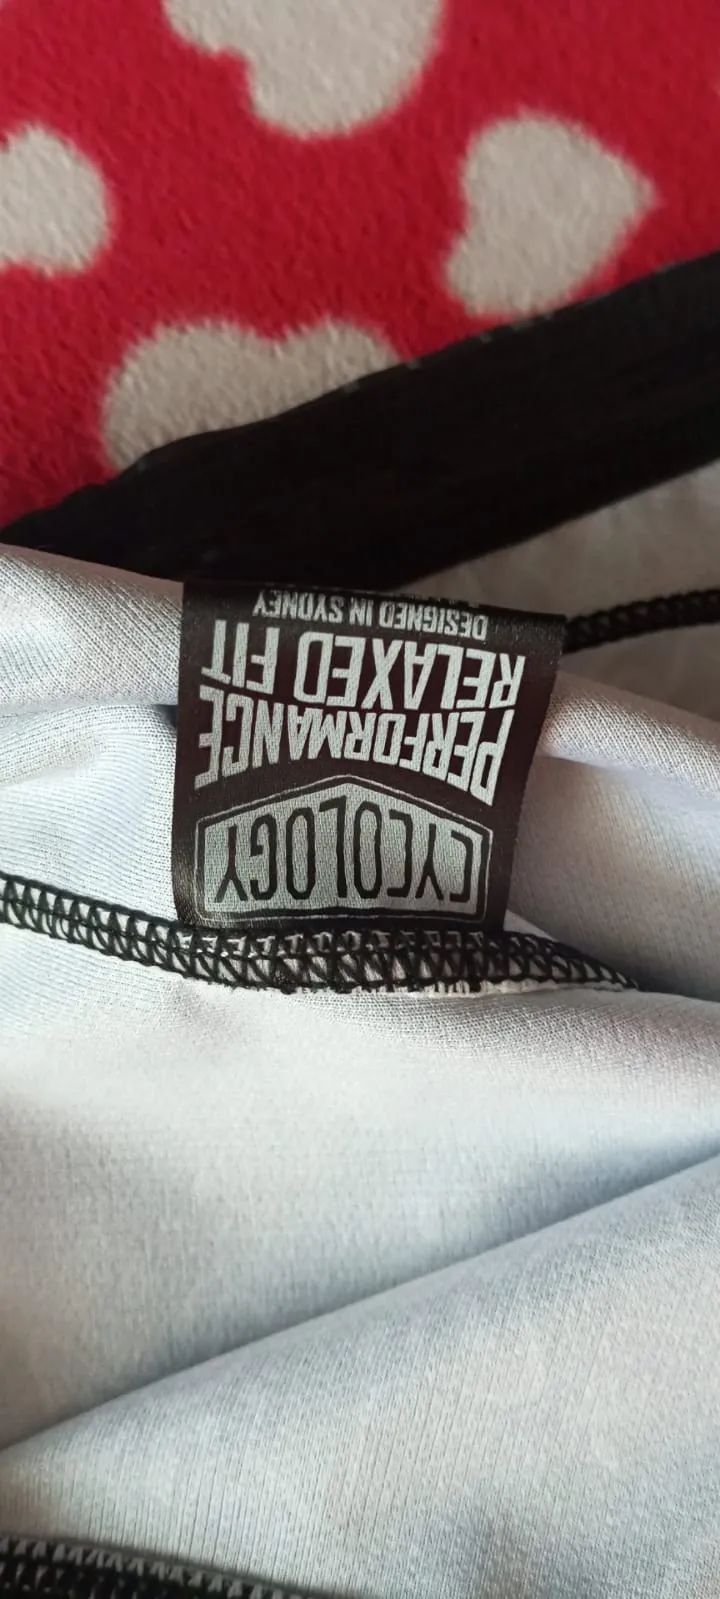 CYCOLOGY
PERFORMANCE
RELAXED FIT
DESIGNED IN SYDNEY